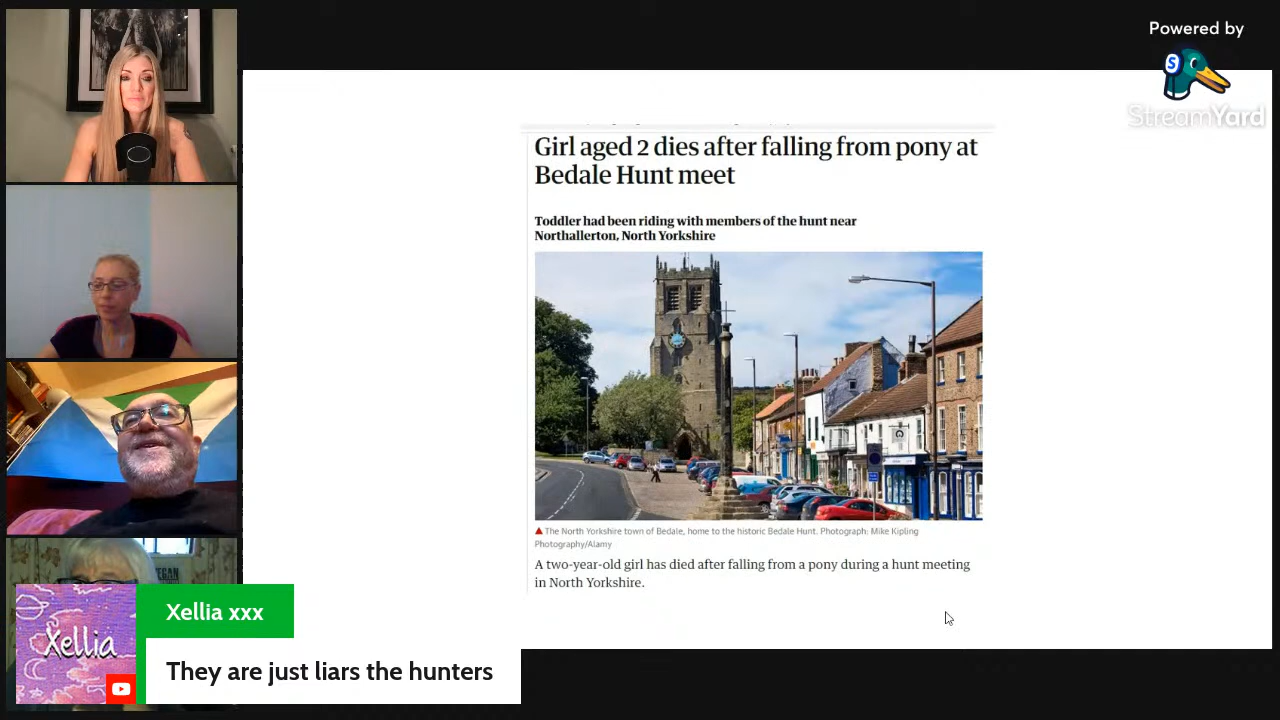 Powered by
StreamYard
Girl aged 2 dies after falling from pony at
Bedale Hunt meet
Toddler had been riding with members of the hunt near
Northallerton, North Yorkshire
▲ The North Yorkshire town of Bedale, home to the historic Bedale Hunt. Photograph: Mike Kipling
Photography/Alamy
A two-year-old girl has died after falling from a pony during a hunt meeting
in North Yorkshire.
VEGAN
Xellia
Xellia xxx
They are just liars the hunters